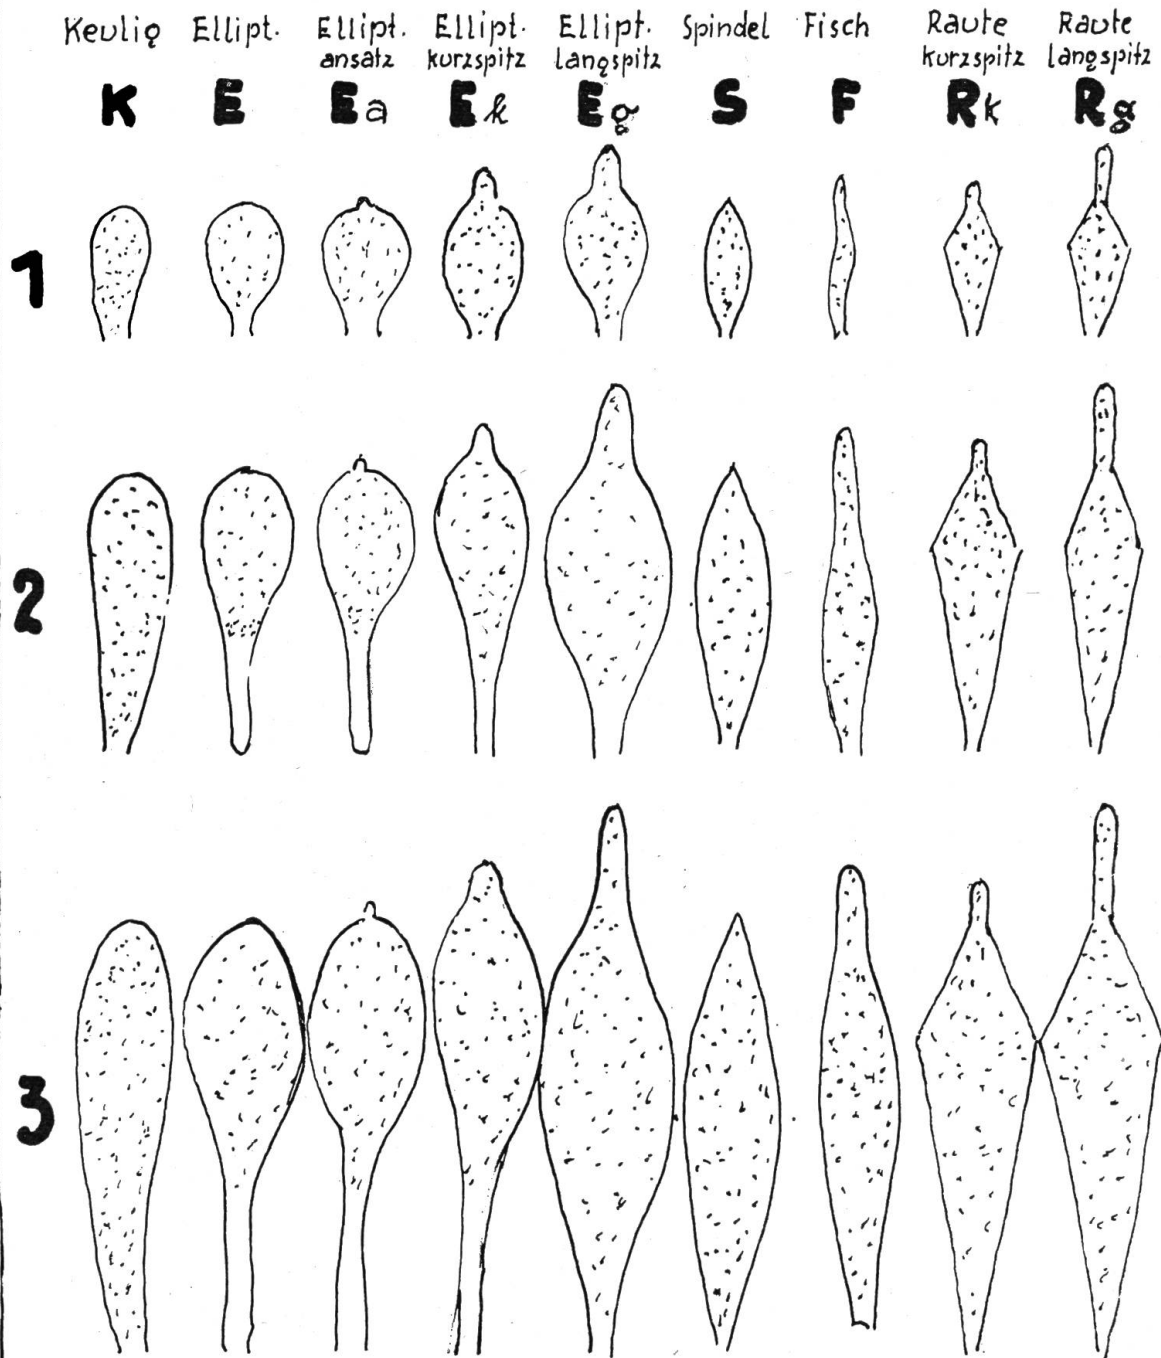 Keulig Ellipt. Ellipt. Ellipt. Ellipt. Spindel Fisch Raute Raute
ansatz kurzspitz langspitz kurzspitz langspitz
K E Ea Ek Eg S F Rk Rg
1
2
3